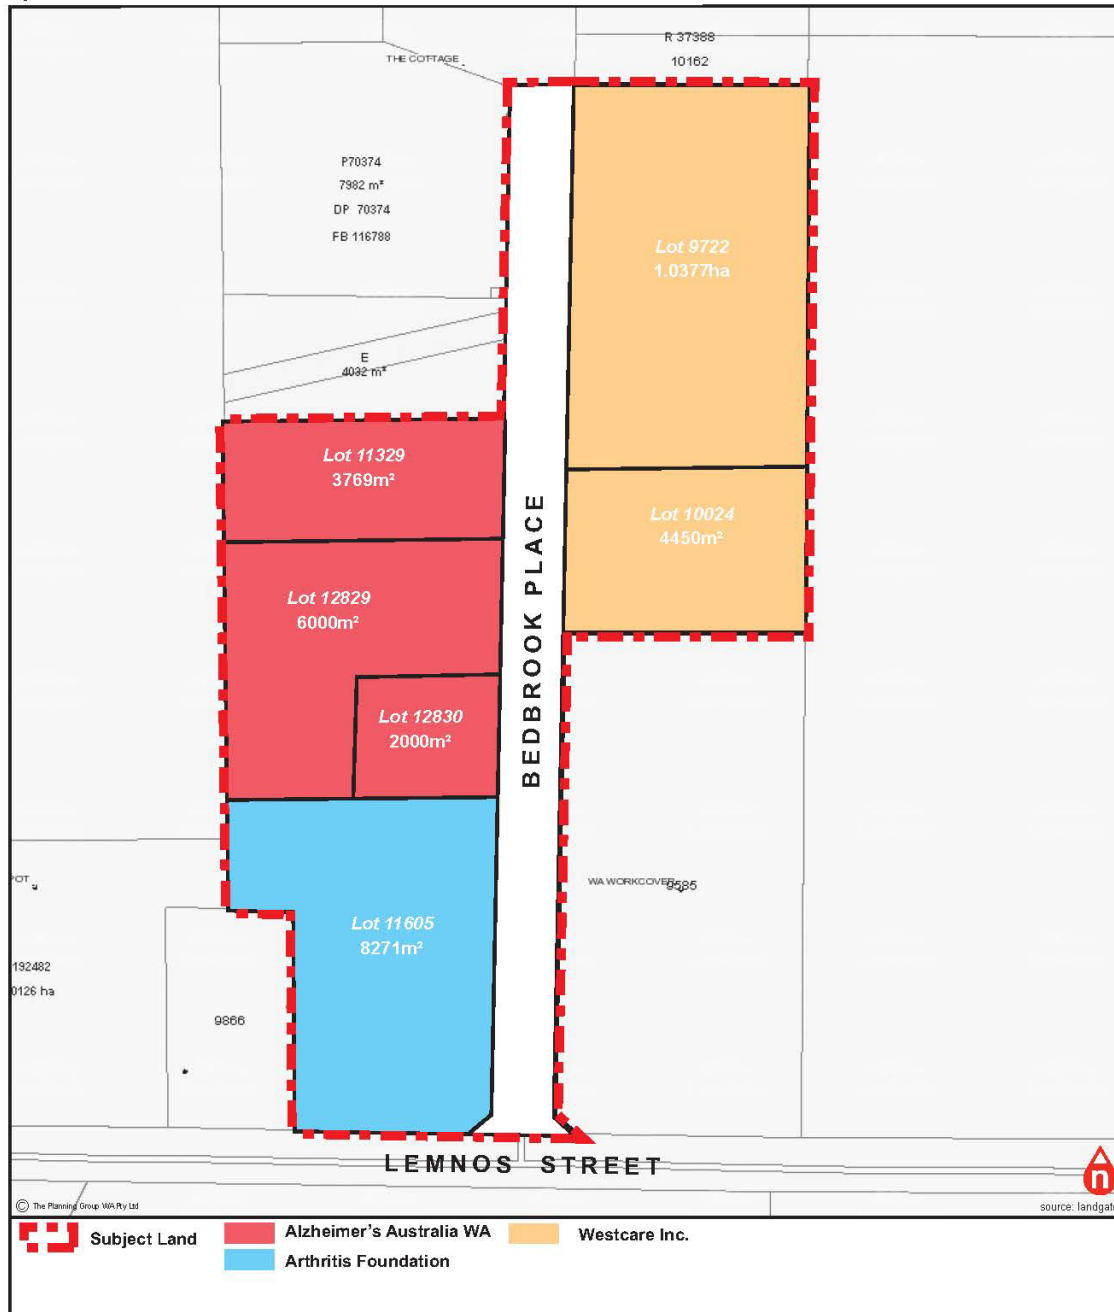 R 37388
10162
THE COTTAGE
P70374
7982 m²
DP 70374
FB 116788
Lot 9722
1.0377ha
E
4032 m²
Lot 11329
3769m²
Lot 10024
4450m²
BEDBROOK PLACE
Lot 12829
6000m²
Lot 12830
2000m²
WA WORKCOVER
9585
OT
Lot 11605
8271m²
192482
0126 ha
9866
LEMNOS STREET
n
© The Planning Group WA Pty Ltd
source: landgate
Subject Land
Alzheimer's Australia WA
Westcare Inc.
Arthritis Foundation